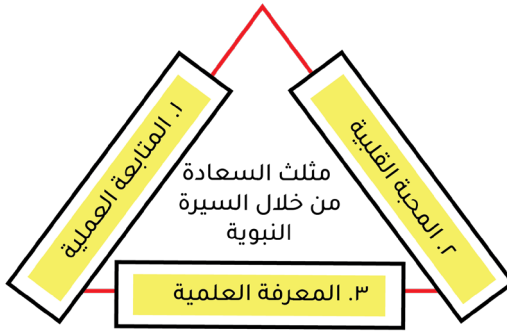 ١. المتابعة العملية
٢. المحبة القلبية
مثلث السعادة
من خلال السيرة
النبوية
٣. المعرفة العلمية